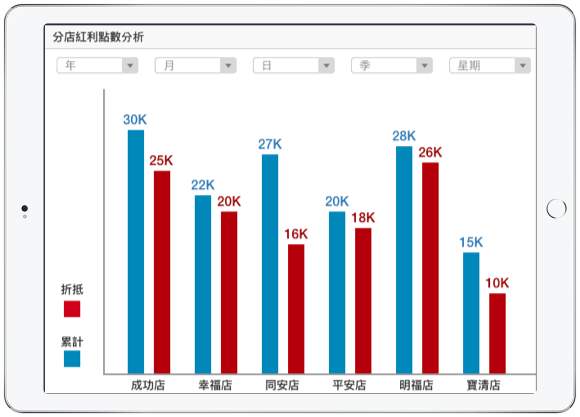 分店紅利點數分析
年 月 日 季 星期
30K 25K 22K 20K 27K 16K 20K 18K 28K 26K 15K 10K
折抵
累計
成功店 幸福店 同安店 平安店 明福店 寶清店